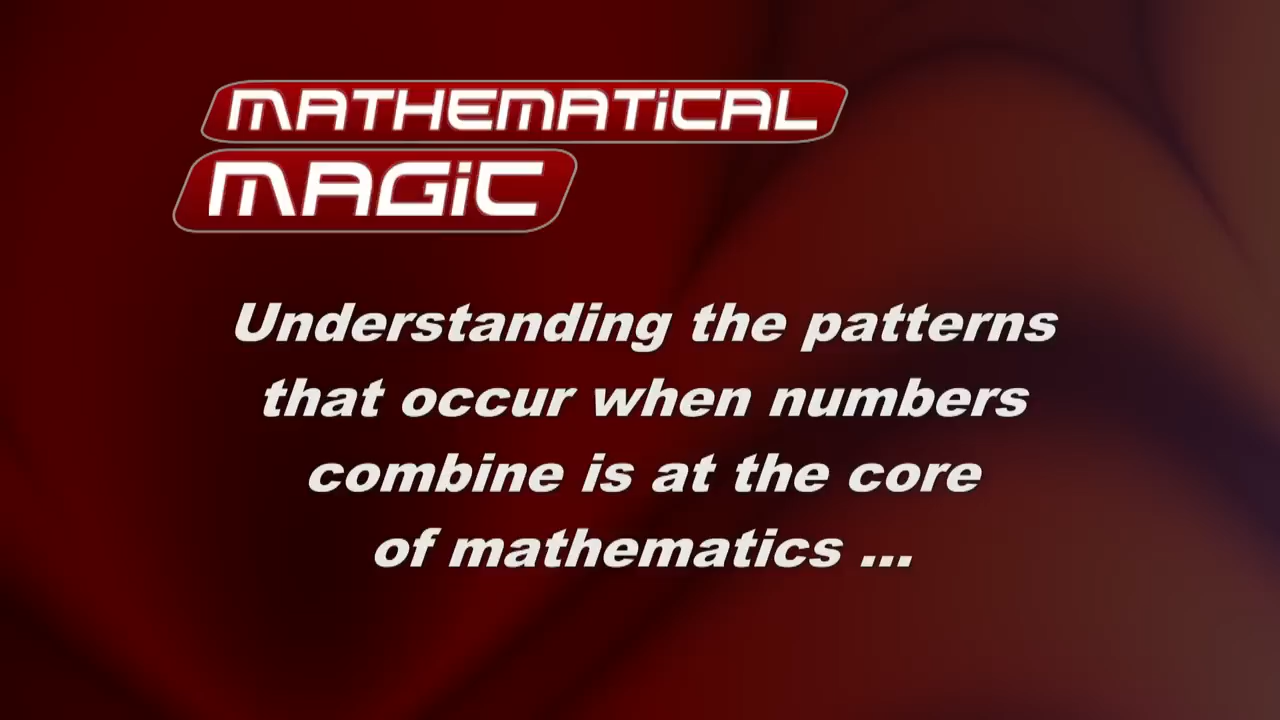 MATHEMATICAL
MAGiC
Understanding the patterns
that occur when numbers
combine is at the core
of mathematics ...